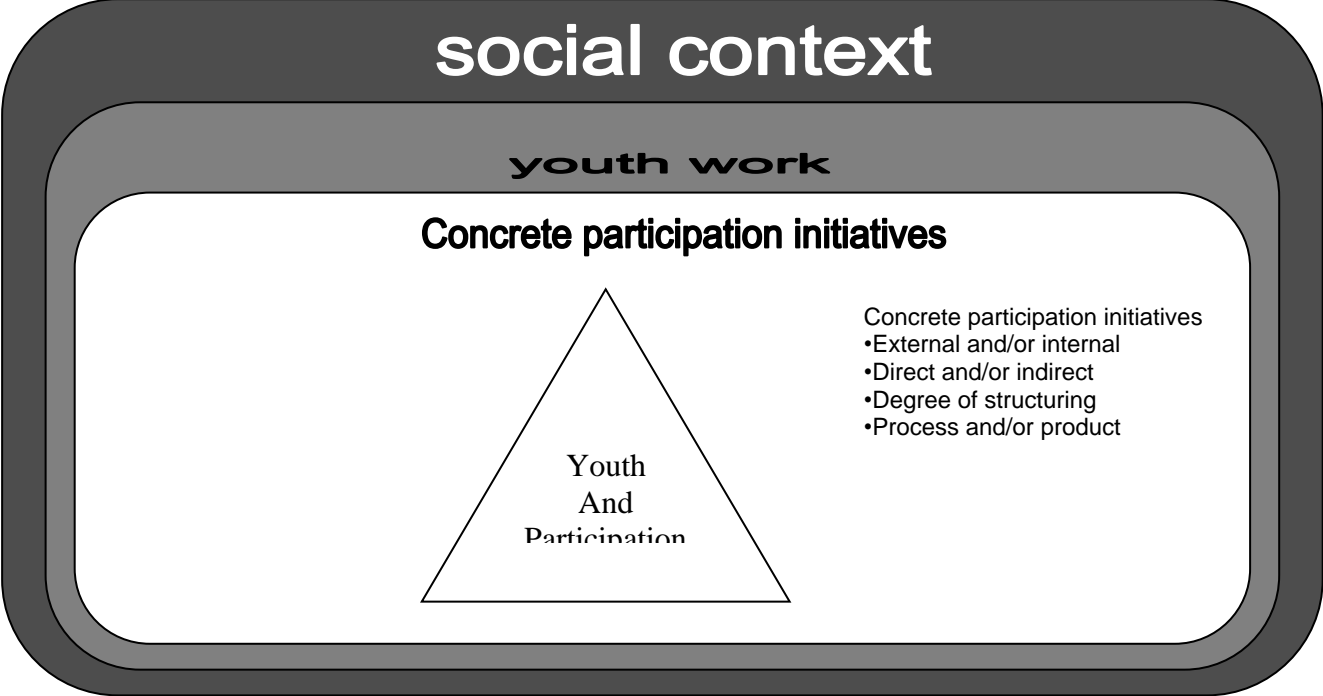 social context
youth work
Concrete participation initiatives
Concrete participation initiatives
•External and/or internal
•Direct and/or indirect
•Degree of structuring
•Process and/or product
Youth
And
Participation